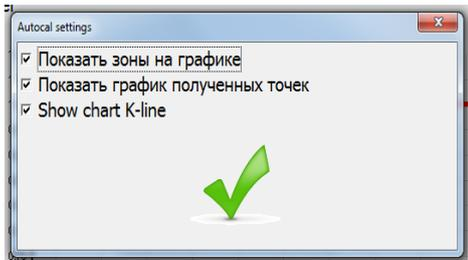 Autocal settings
Показать зоны на графике
Показать график полученных точек
Show chart K-line